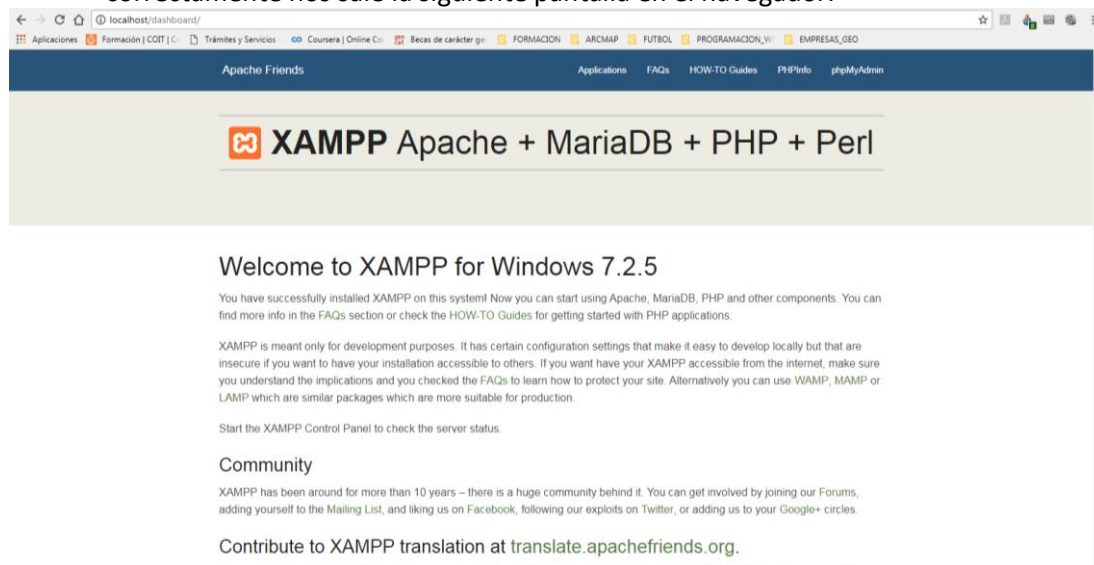 correctamente nos sale la siguiente pantalla en el navegador:
localhost/dashboard/
Aplicaciones Formación | COIT | C Trámites y Servicios Coursera | Online Co Becas de carácter ge FORMACION ARCMAP FUTBOL PROGRAMACION_W EMPRESAS_GEO
Apache Friends Applications FAQs HOW-TO Guides PHPInfo phpMyAdmin
XAMPP Apache + MariaDB + PHP + Perl
Welcome to XAMPP for Windows 7.2.5
You have successfully installed XAMPP on this system! Now you can start using Apache, MariaDB, PHP and other components. You can
find more info in the FAQs section or check the HOW-TO Guides for getting started with PHP applications.
XAMPP is meant only for development purposes. It has certain configuration settings that make it easy to develop locally but that are
insecure if you want to have your installation accessible to others. If you want have your XAMPP accessible from the internet, make sure
you understand the implications and you checked the FAQs to learn how to protect your site. Alternatively you can use WAMP, MAMP or
LAMP which are similar packages which are more suitable for production.
Start the XAMPP Control Panel to check the server status.
Community
XAMPP has been around for more than 10 years – there is a huge community behind it. You can get involved by joining our Forums,
adding yourself to the Mailing List, and liking us on Facebook, following our exploits on Twitter, or adding us to your Google+ circles.
Contribute to XAMPP translation at translate.apachefriends.org.